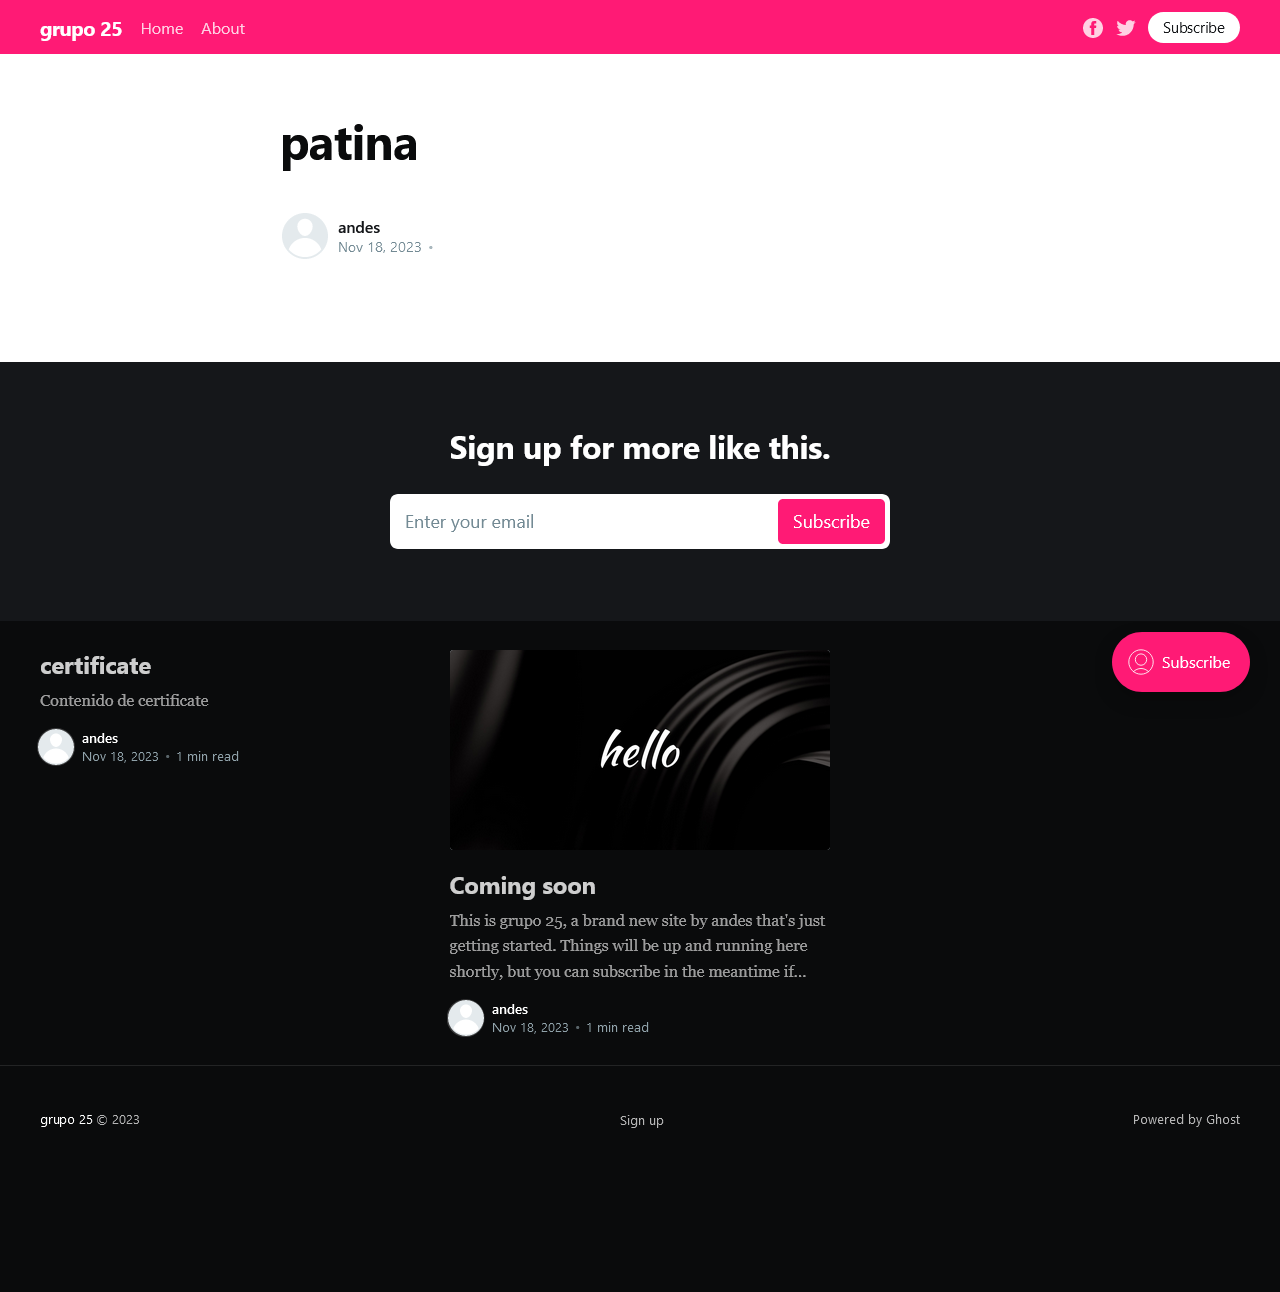 grupo 25 Home About Subscribe
patina
andes
Nov 18, 2023 •
Sign up for more like this.
Enter your email Subscribe
Subscribe
certificate
Contenido de certificate
andes
Nov 18, 2023 • 1 min read
hello
Coming soon
This is grupo 25, a brand new site by andes that's just
getting started. Things will be up and running here
shortly, but you can subscribe in the meantime if…
andes
Nov 18, 2023 • 1 min read
grupo 25 © 2023 Sign up Powered by Ghost